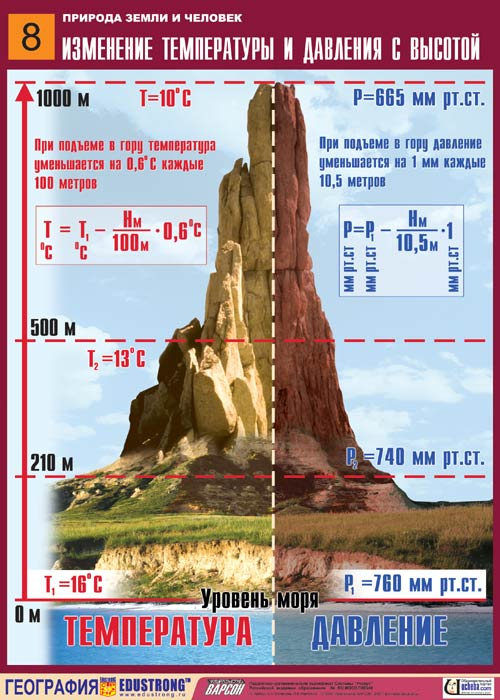 8
ПРИРОДА ЗЕМЛИ И ЧЕЛОВЕК
ИЗМЕНЕНИЕ ТЕМПЕРАТУРЫ И ДАВЛЕНИЯ С ВЫСОТОЙ
1000 м T=10°C P=665 мм рт.ст.
При подъеме в гору температура
уменьшается на 0,6°C каждые
100 метров
T = T₁ − Hм/100м · 0,6°C
°C °C
При подъеме в гору давление
уменьшается на 1 мм каждые
10,5 метров
P=P₁ − Hм/10,5м · 1
мм рт.ст мм рт.ст мм рт.ст
500 м
T₂=13°C
210 м P₂=740 мм рт.ст.
T₁=16°C P₁=760 мм рт.ст.
0 м Уровень моря
ТЕМПЕРАТУРА ДАВЛЕНИЕ
ГЕОГРАФИЯ EDUSTRONG™ ВАРСОН
www.edustrong.ru